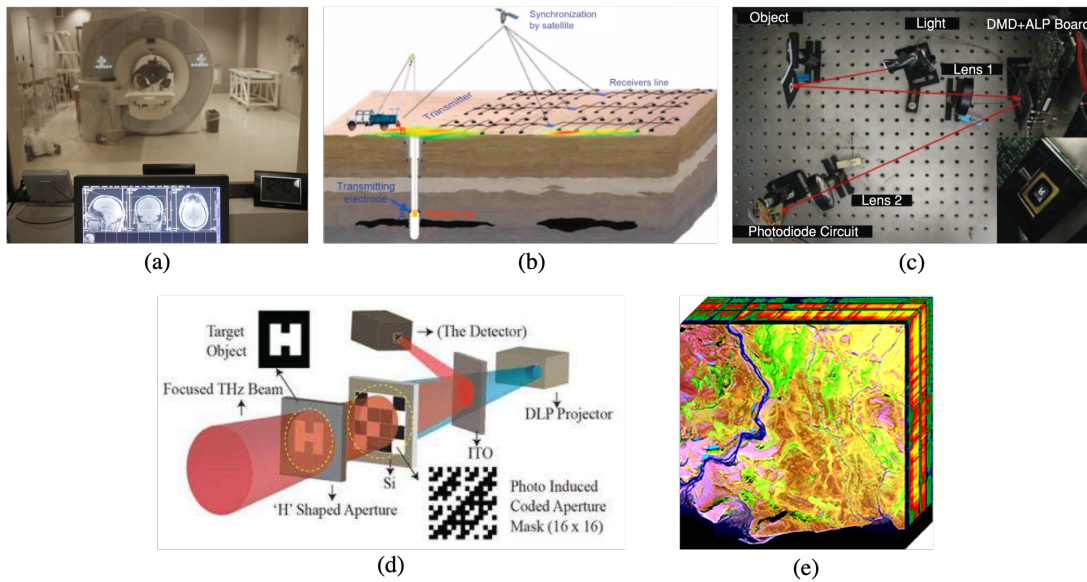 (a)
Synchronization
by satellite
Receivers line
Transmitter
B
Transmitting
electrode
A
(b)
Object
Light
DMD+ALP Board
Lens 1
Lens 2
Photodiode Circuit
(c)
Target
Object
(The Detector)
Focused THz Beam
DLP Projector
ITO
Si
'H' Shaped Aperture
Photo Induced
Coded Aperture
Mask (16 x 16)
(d)
(e)